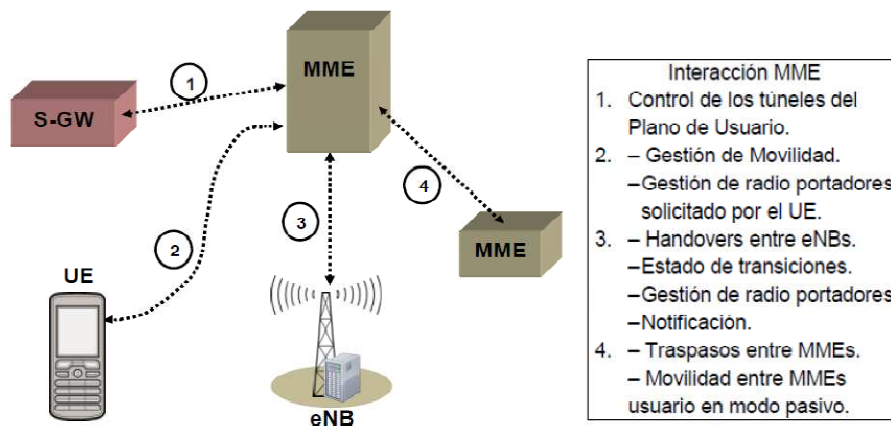 MME
1
S-GW
4
3
2
MME
UE
eNB
Interacción MME
1. Control de los túneles del
Plano de Usuario.
2. – Gestión de Movilidad.
–Gestión de radio portadores
solicitado por el UE.
3. – Handovers entre eNBs.
–Estado de transiciones.
–Gestión de radio portadores
–Notificación.
4. – Traspasos entre MMEs.
– Movilidad entre MMEs
usuario en modo pasivo.